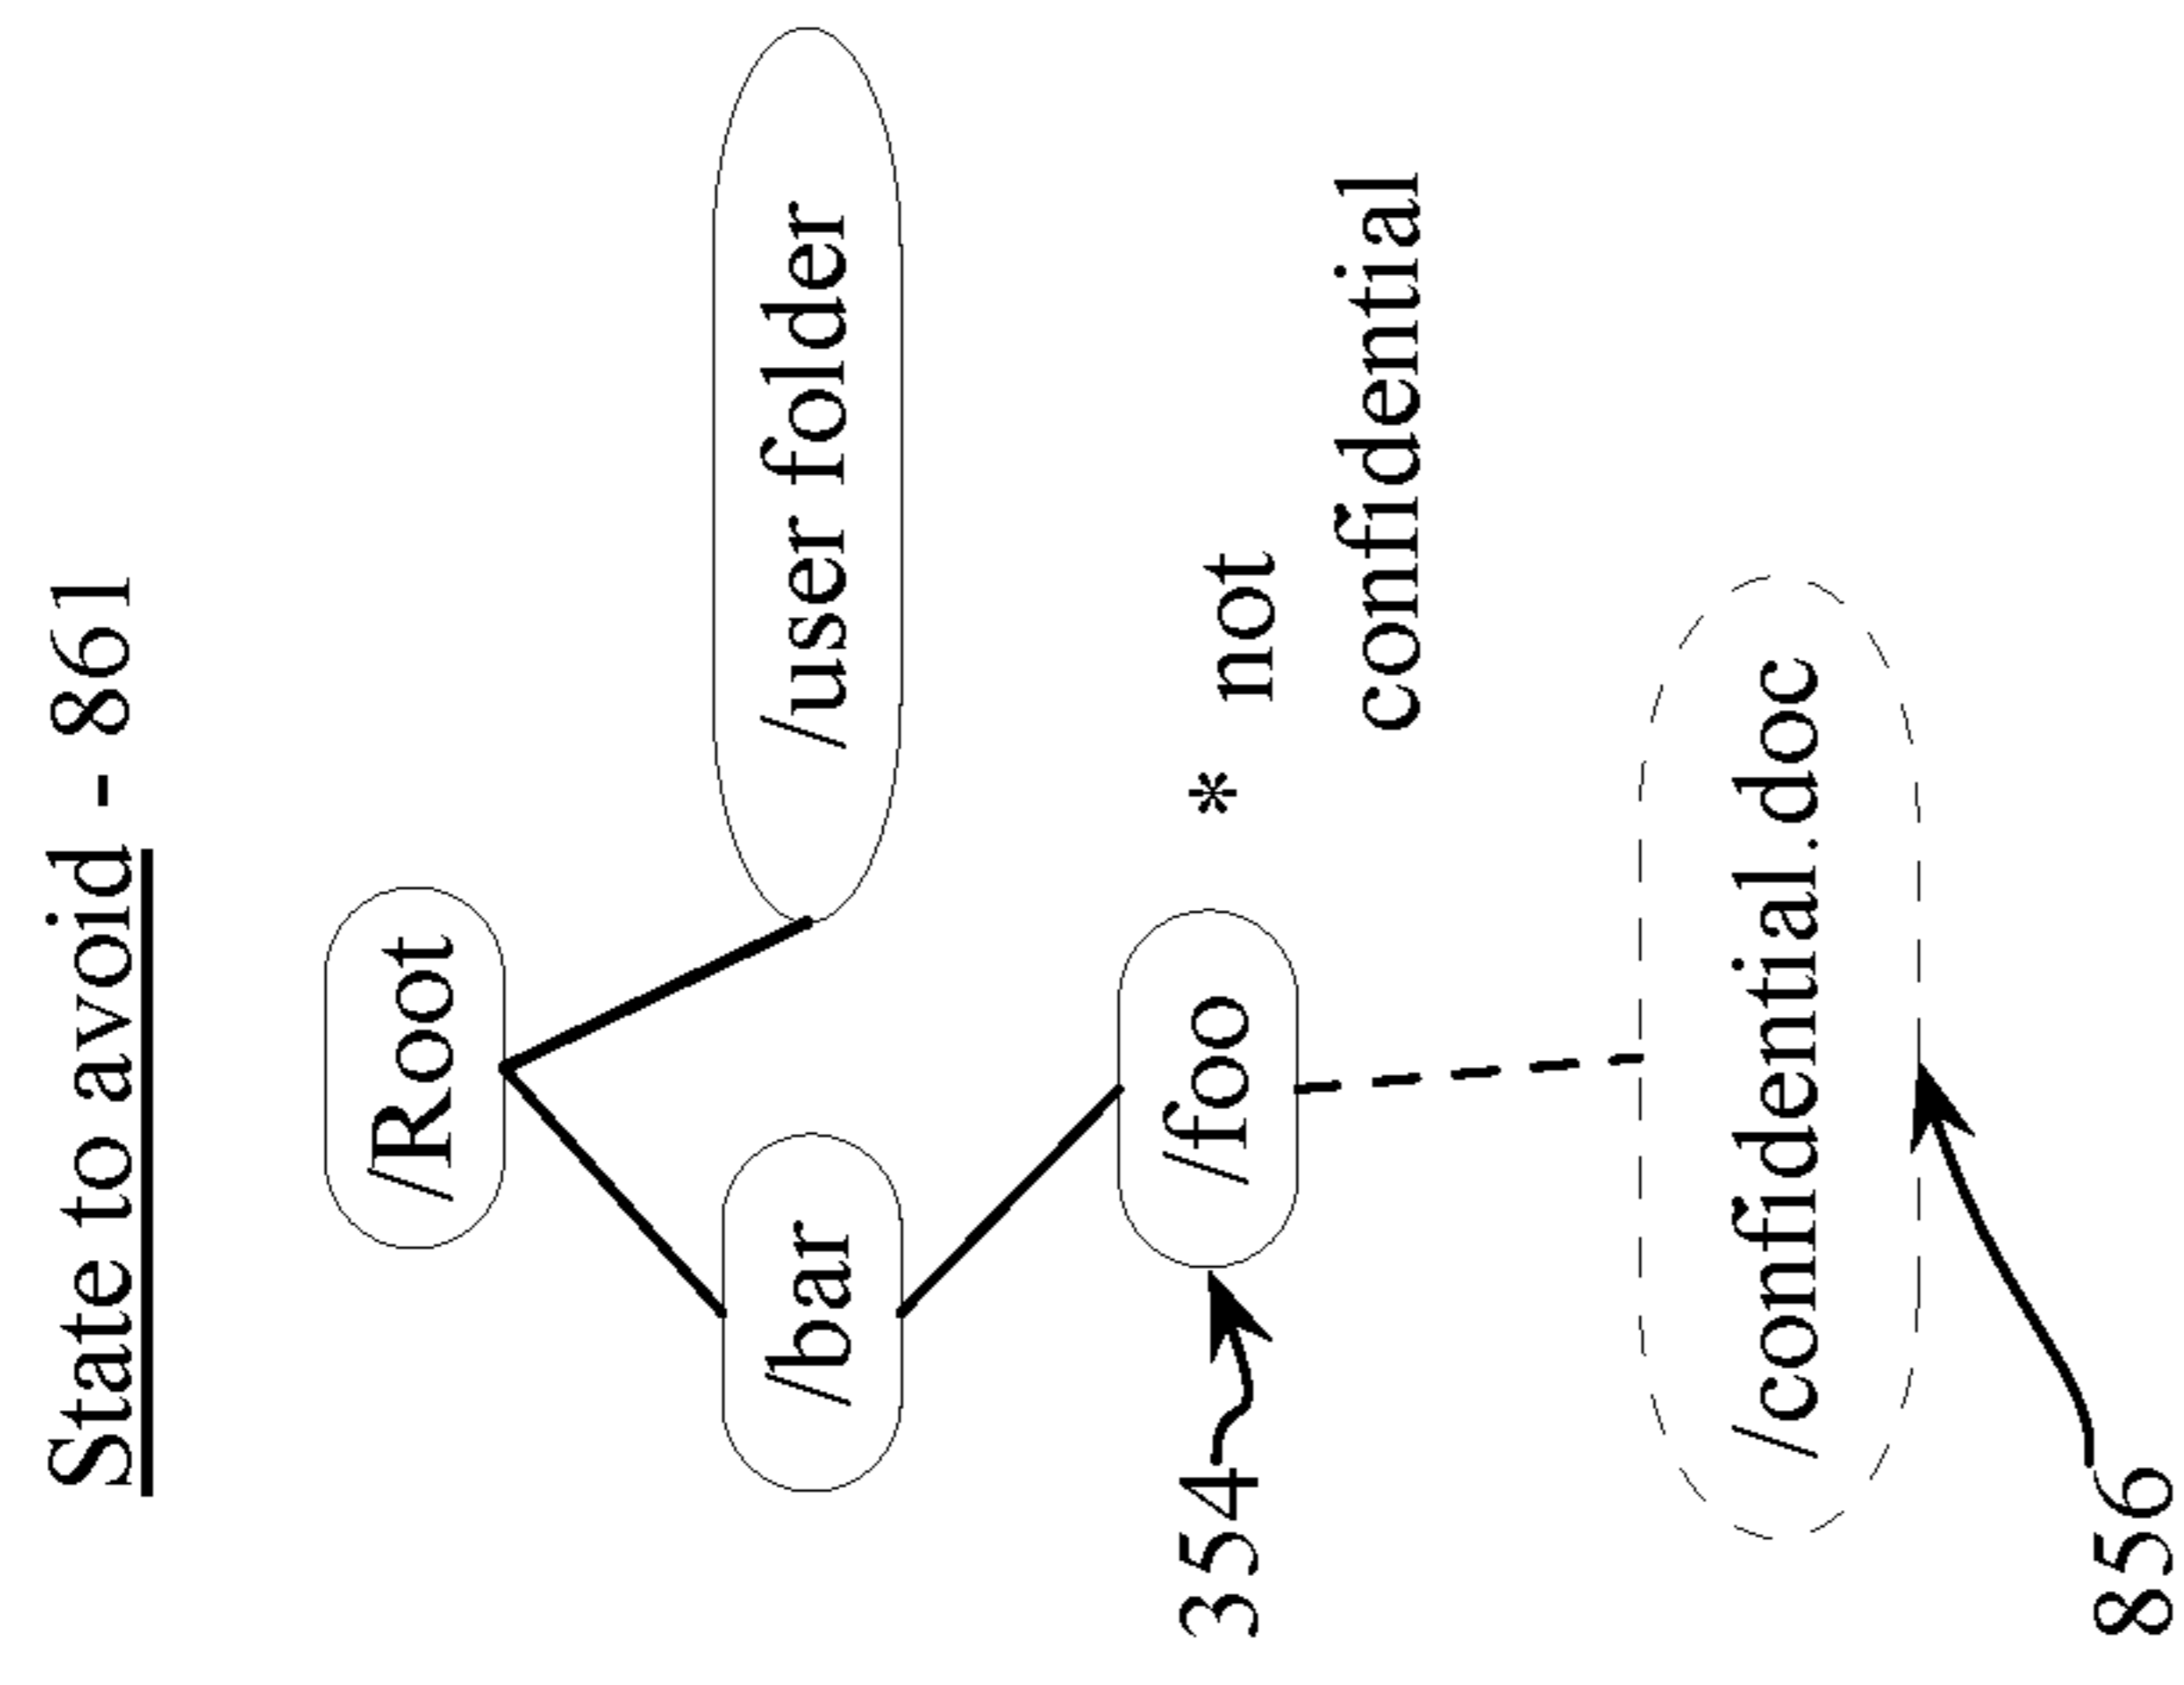 State to avoid - 861
/Root
/bar
/user folder
354
/foo
* not
confidential
/confidential.doc
856